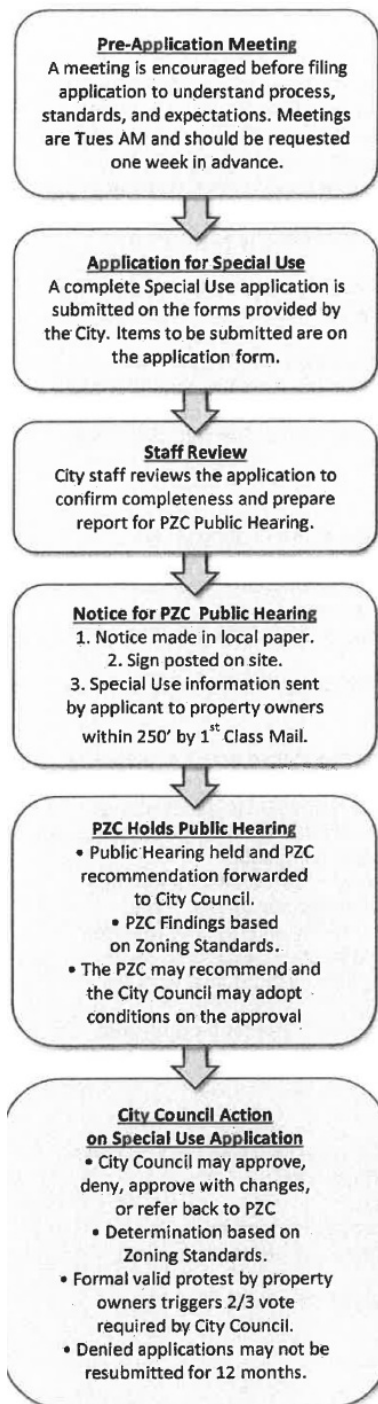 Pre-Application Meeting
A meeting is encouraged before filing
application to understand process,
standards, and expectations. Meetings
are Tues AM and should be requested
one week in advance.
Application for Special Use
A complete Special Use application is
submitted on the forms provided by
the City. Items to be submitted are on
the application form.
Staff Review
City staff reviews the application to
confirm completeness and prepare
report for PZC Public Hearing.
Notice for PZC Public Hearing
1. Notice made in local paper.
2. Sign posted on site.
3. Special Use information sent
by applicant to property owners
within 250' by 1st Class Mail.
PZC Holds Public Hearing
• Public Hearing held and PZC
recommendation forwarded
to City Council.
• PZC Findings based
on Zoning Standards.
• The PZC may recommend and
the City Council may adopt
conditions on the approval
City Council Action
on Special Use Application
• City Council may approve,
deny, approve with changes,
or refer back to PZC
• Determination based on
Zoning Standards.
• Formal valid protest by property
owners triggers 2/3 vote
required by City Council.
• Denied applications may not be
resubmitted for 12 months.